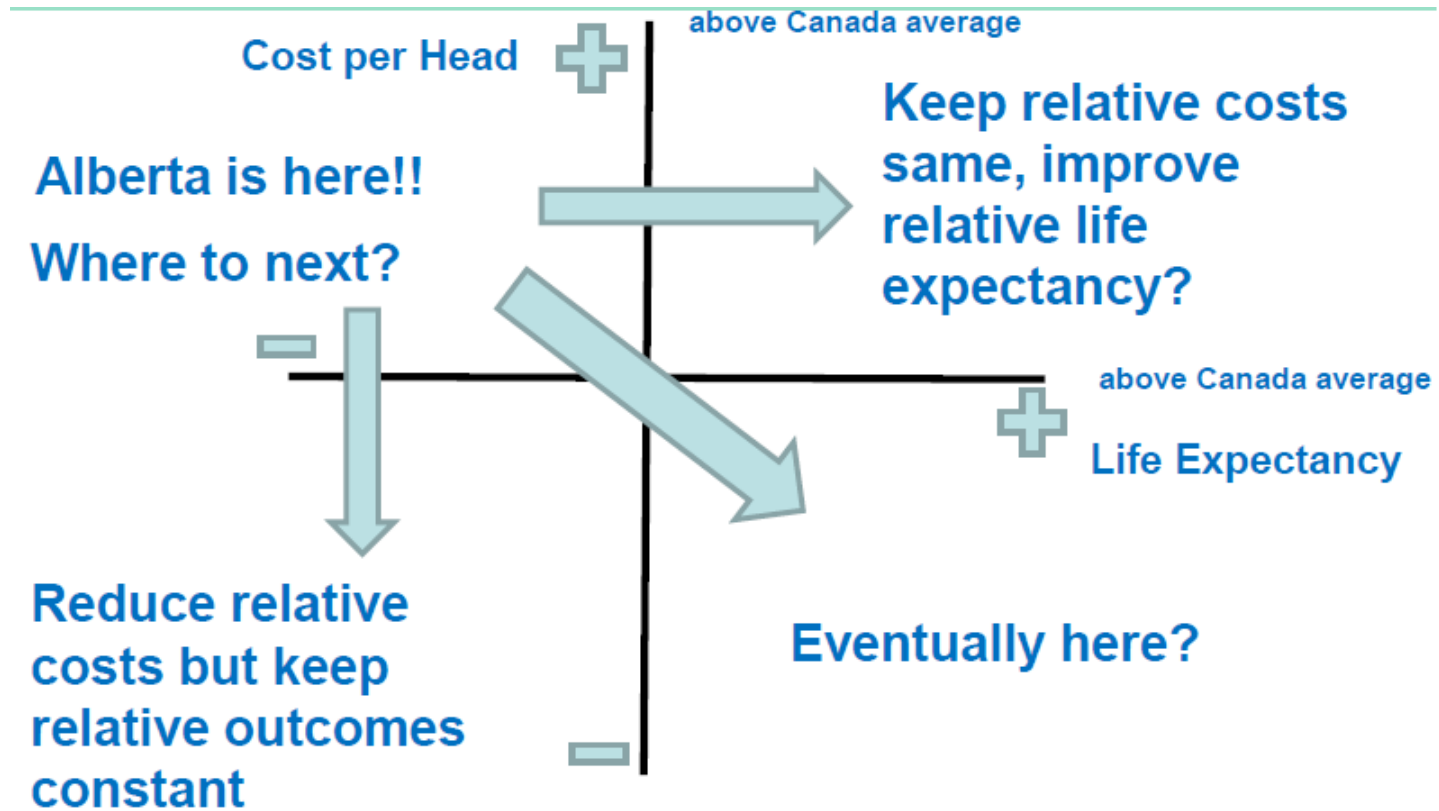 above Canada average
Cost per Head
Keep relative costs
same, improve
relative life
expectancy?
Alberta is here!!
Where to next?
above Canada average
Life Expectancy
Reduce relative
costs but keep
relative outcomes
constant
Eventually here?